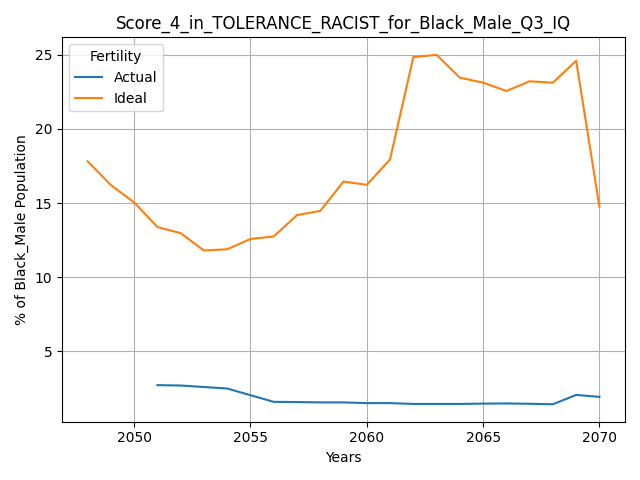 Score_4_in_TOLERANCE_RACIST_for_Black_Male_Q3_IQ
Fertility
Actual
Ideal
% of Black_Male Population
25
20
15
10
5
2050 2055 2060 2065 2070
Years